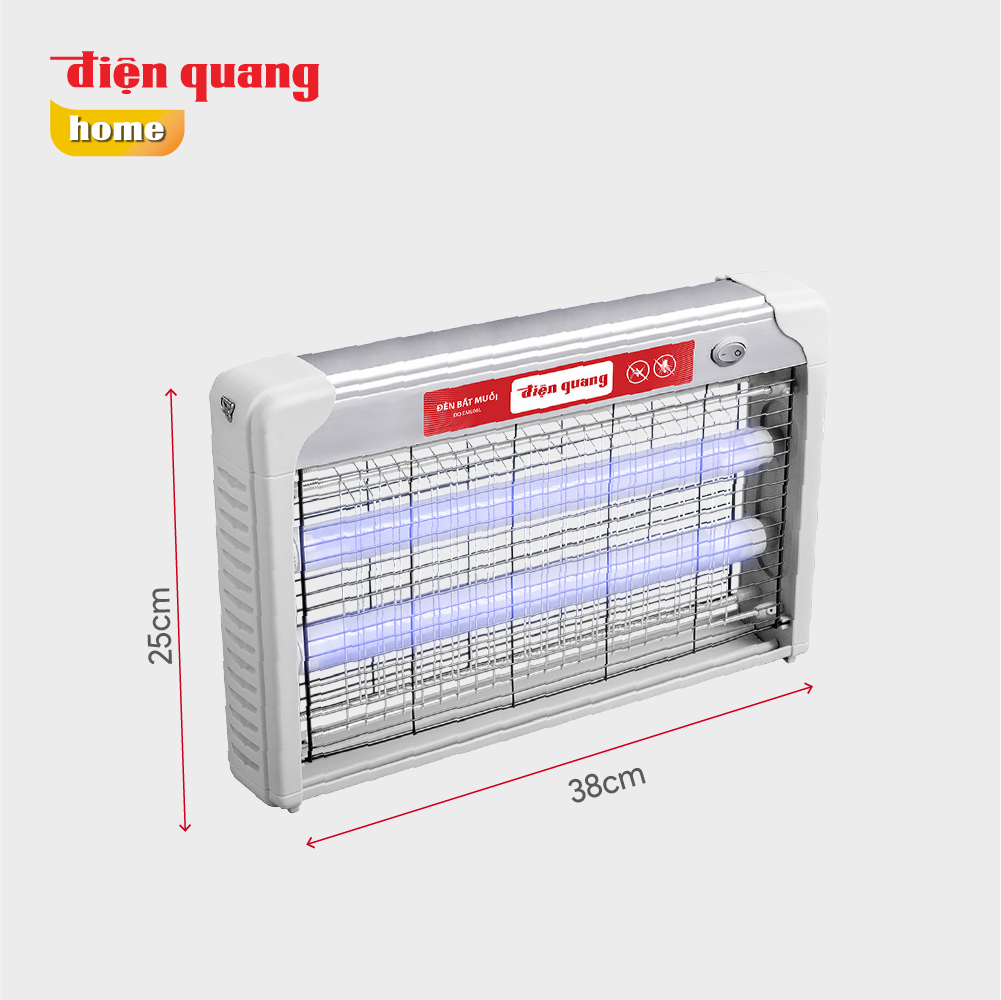 điện quang
home
ĐÈN BẮT MUỖI
điện quang
25cm
38cm